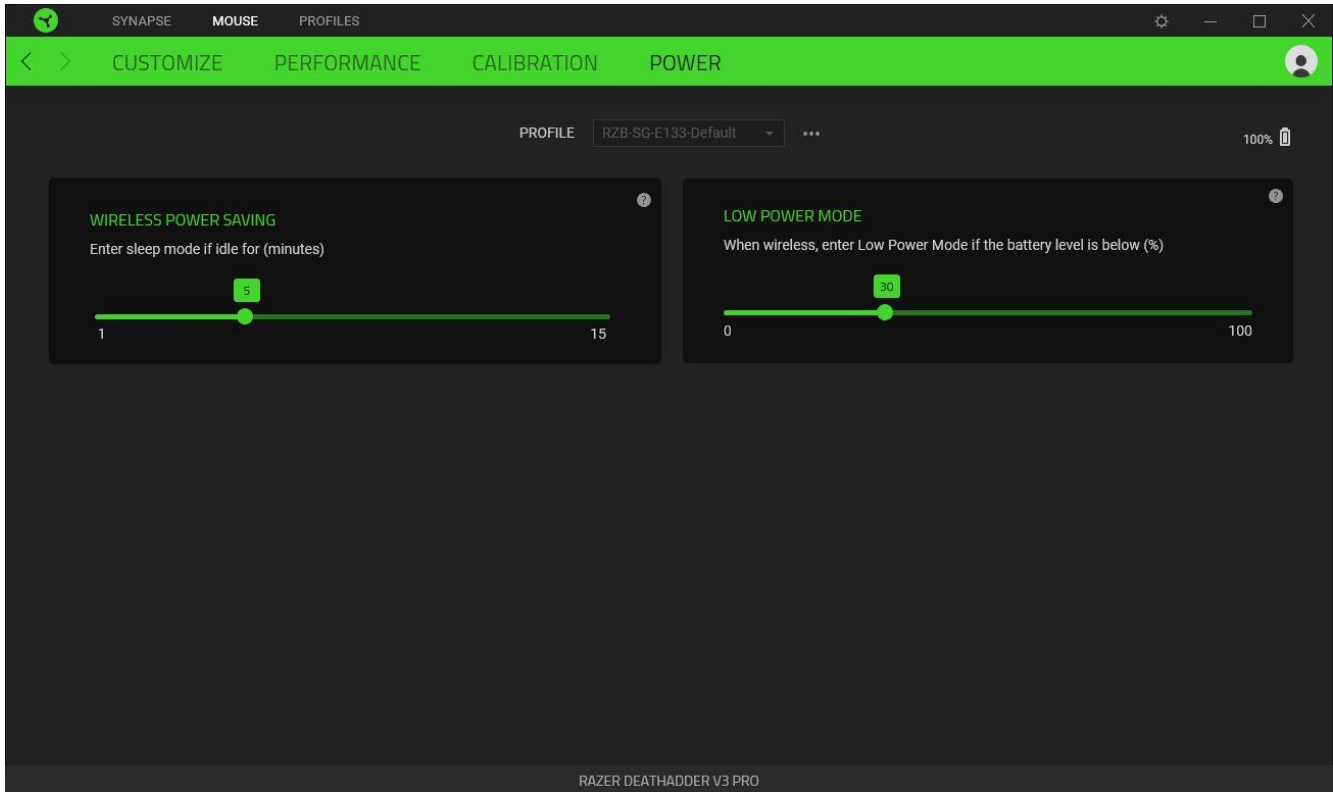 SYNAPSE MOUSE PROFILES
CUSTOMIZE PERFORMANCE CALIBRATION POWER
PROFILE RZB-SG-E133-Default
100%
WIRELESS POWER SAVING
Enter sleep mode if idle for (minutes)
5
1 15
LOW POWER MODE
When wireless, enter Low Power Mode if the battery level is below (%)
30
0 100
RAZER DEATHADDER V3 PRO